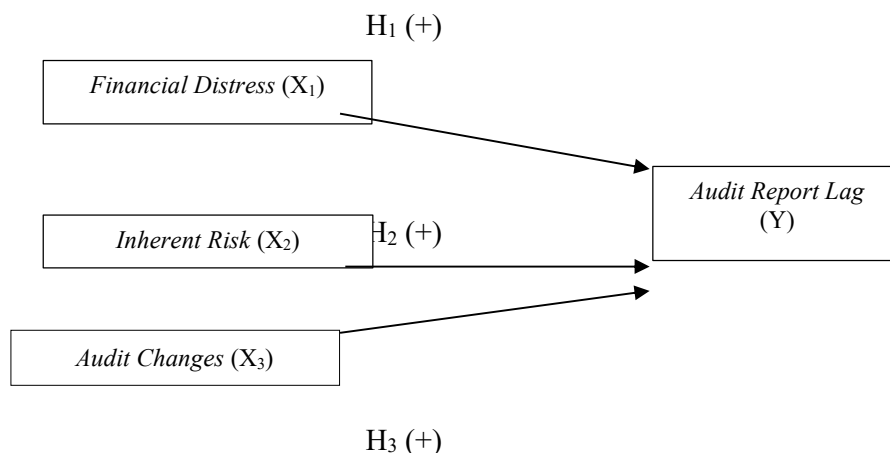 H₁ (+)
Financial Distress (X₁)
Audit Report Lag
(Y)
Inherent Risk (X₂)
H₂ (+)
Audit Changes (X₃)
H₃ (+)